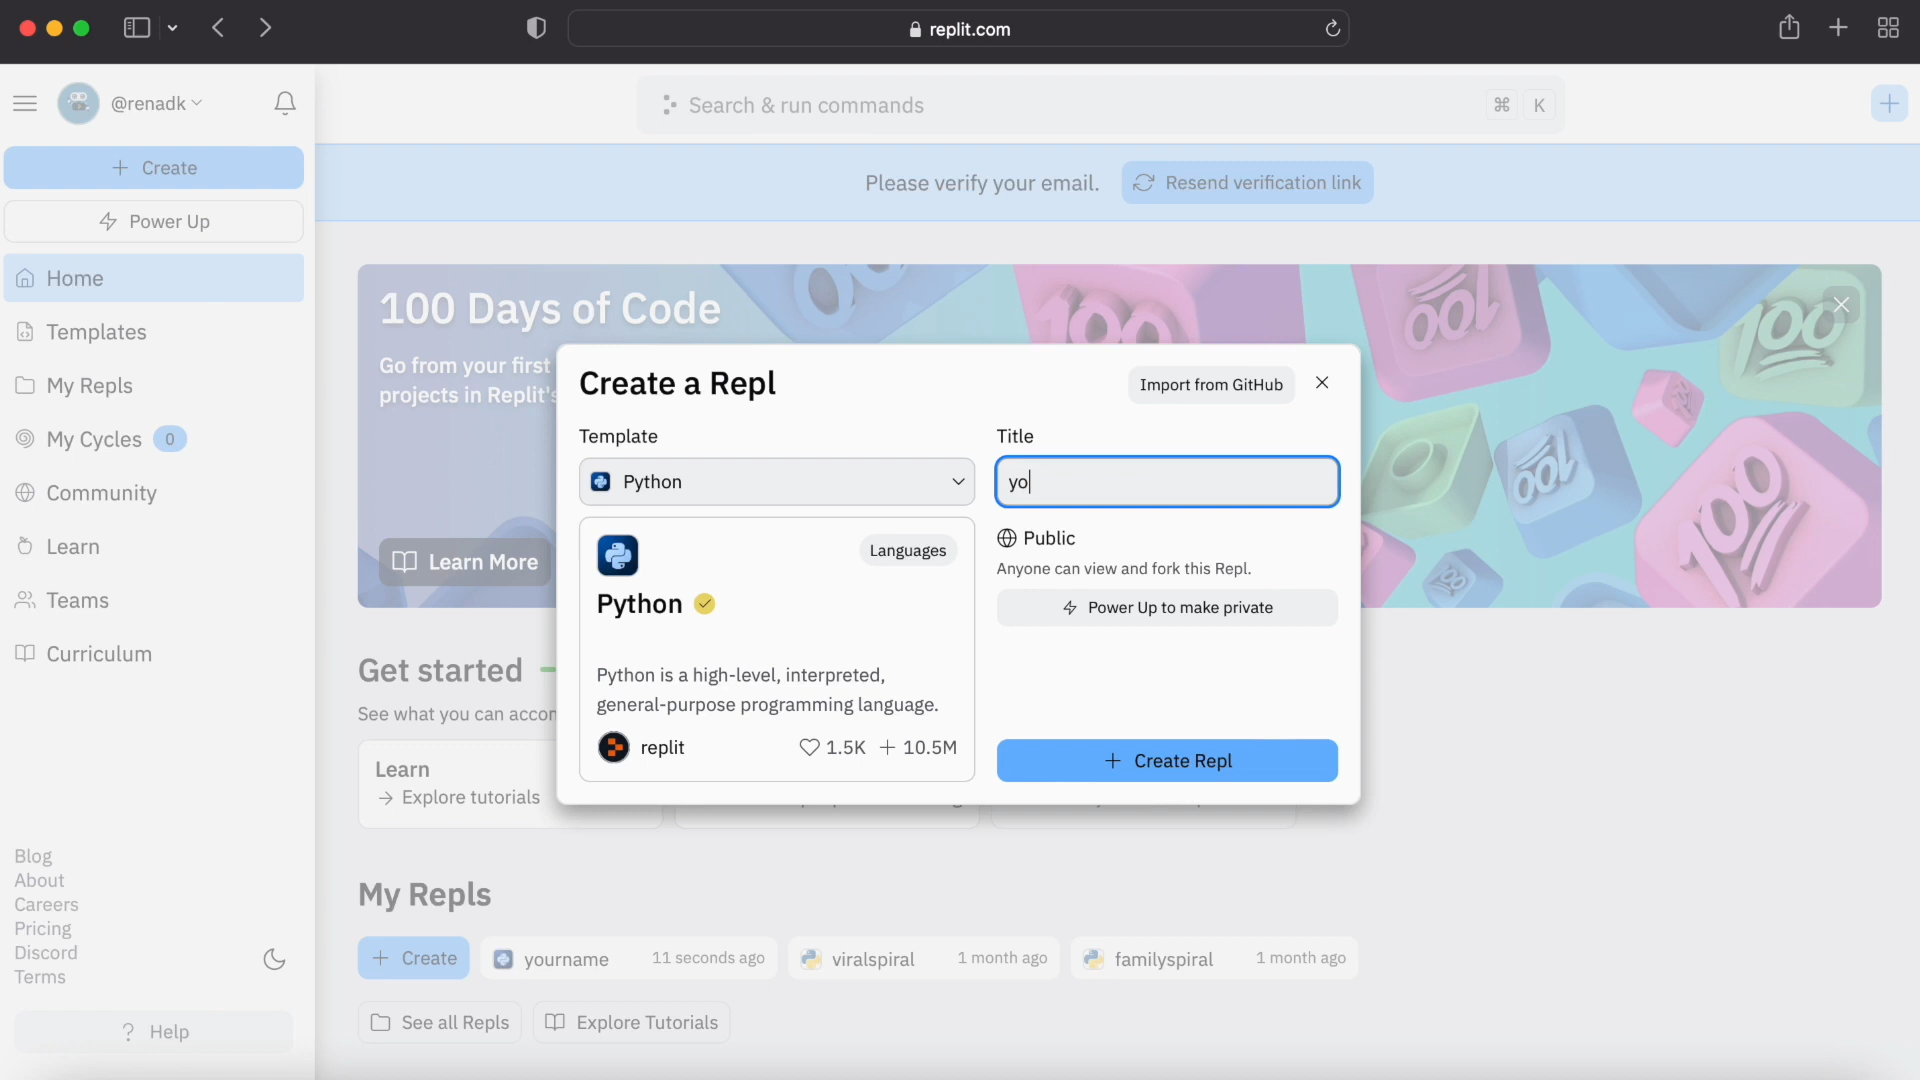 replit.com
@renadk
Search & run commands
⌘ K
+ Create
Power Up
Please verify your email.
Resend verification link
Home
Templates
My Repls
My Cycles 0
Community
Learn
Teams
Curriculum
100 Days of Code
Go from your first
projects in Replit's
Learn More
Create a Repl
Import from GitHub
Template
Title
Python
yo
Languages
Python
Public
Anyone can view and fork this Repl.
Power Up to make private
Python is a high-level, interpreted,
general-purpose programming language.
replit
1.5K
+ 10.5M
+ Create Repl
Get started
See what you can
Learn
→ Explore tutorials
My Repls
+ Create
yourname 11 seconds ago
viralspiral 1 month ago
familyspiral 1 month ago
See all Repls
Explore Tutorials
Blog
About
Careers
Pricing
Discord
Terms
? Help
100
100
100
100
100
100